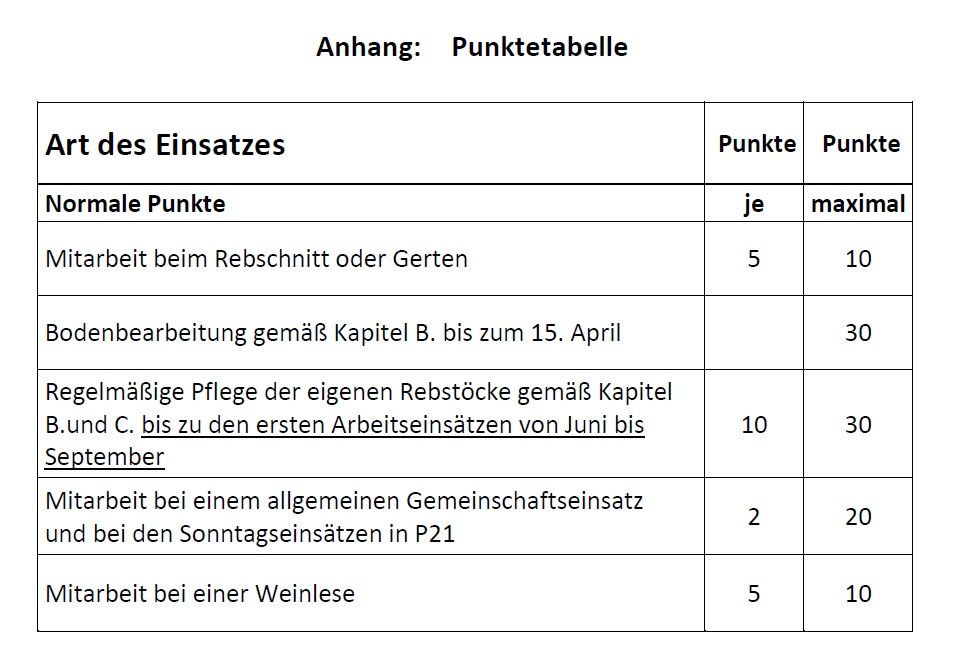 Anhang: Punktetabelle
Art des Einsatzes Punkte Punkte
Normale Punkte je maximal
Mitarbeit beim Rebschnitt oder Gerten 5 10
Bodenbearbeitung gemäß Kapitel B. bis zum 15. April 30
Regelmäßige Pflege der eigenen Rebstöcke gemäß Kapitel
B.und C. bis zu den ersten Arbeitseinsätzen von Juni bis 10 30
September
Mitarbeit bei einem allgemeinen Gemeinschaftseinsatz
und bei den Sonntagseinsätzen in P21 2 20
Mitarbeit bei einer Weinlese 5 10